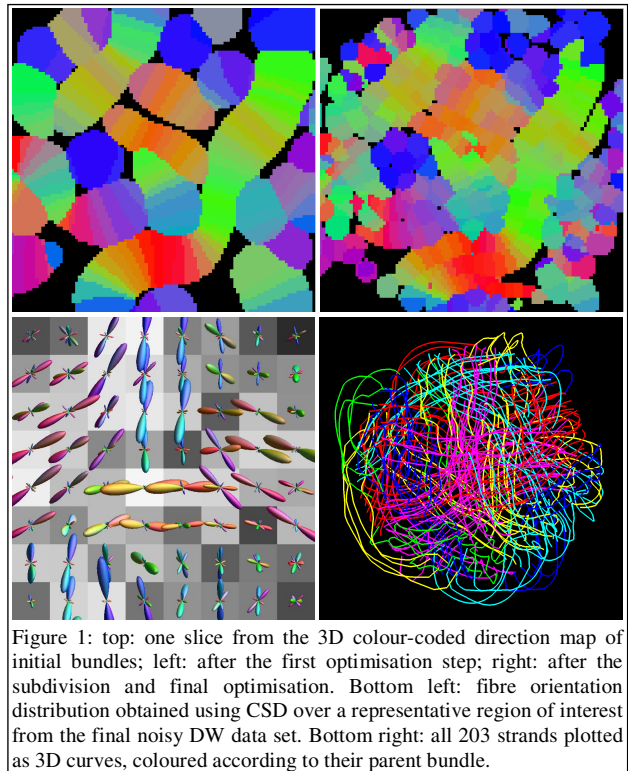 Figure 1: top: one slice from the 3D colour-coded direction map of
initial bundles; left: after the first optimisation step; right: after the
subdivision and final optimisation. Bottom left: fibre orientation
distribution obtained using CSD over a representative region of interest
from the final noisy DW data set. Bottom right: all 203 strands plotted
as 3D curves, coloured according to their parent bundle.